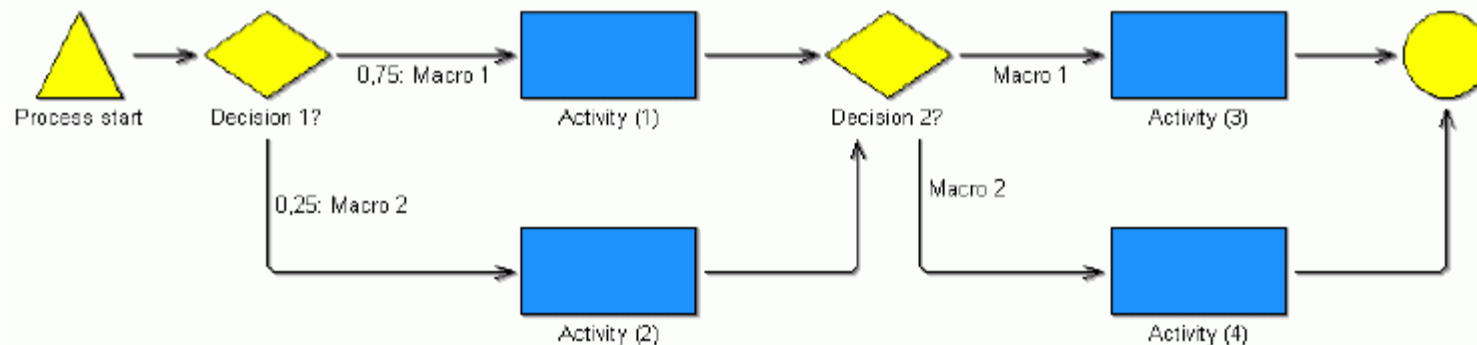 0,75: Macro 1
Macro 1
Process start
Decision 1?
Activity (1)
Decision 2?
Activity (3)
0,25: Macro 2
Macro 2
Activity (2)
Activity (4)